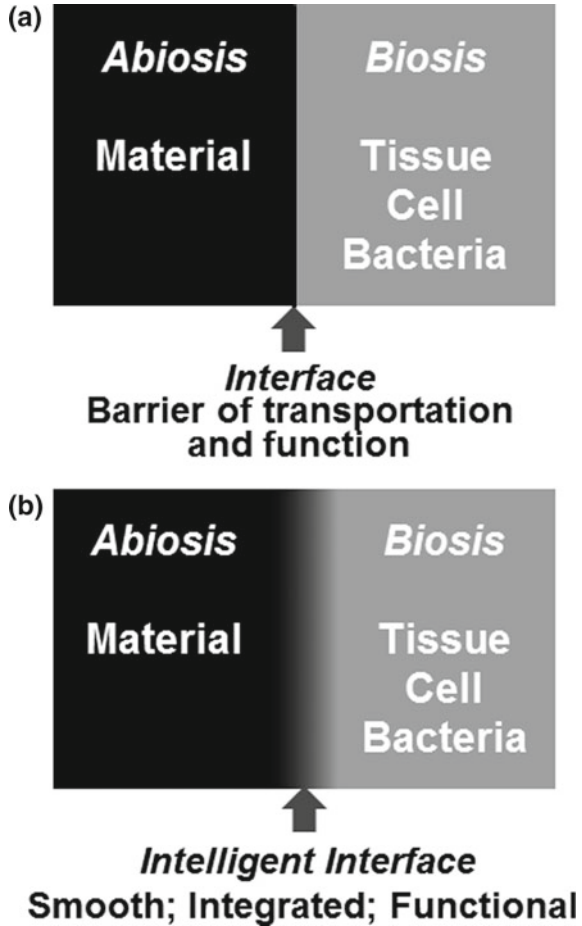 (a)
Abiosis Biosis
Material Tissue
Cell
Bacteria
Interface
Barrier of transportation
and function
(b)
Abiosis Biosis
Material Tissue
Cell
Bacteria
Intelligent Interface
Smooth; Integrated; Functional